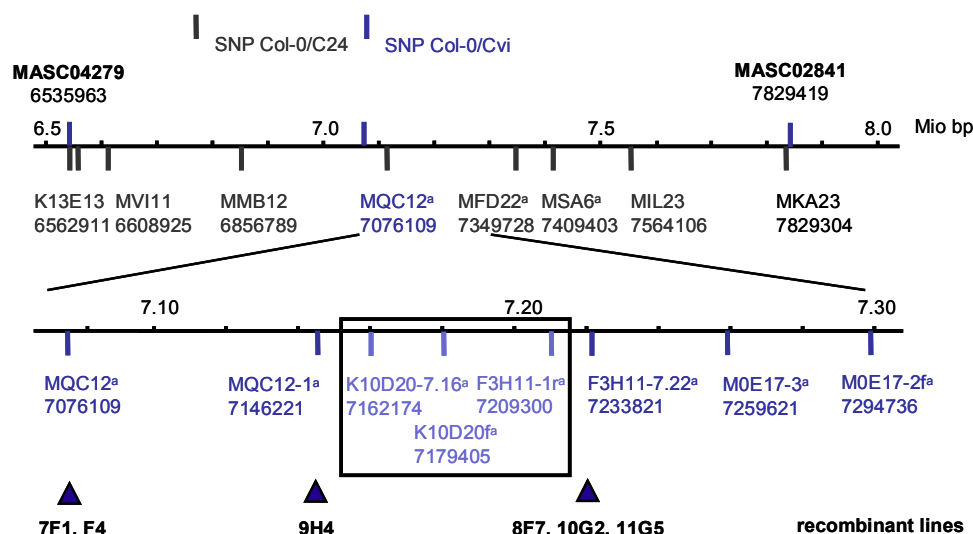 SNP Col-0/C24 SNP Col-0/Cvi
MASC04279 MASC02841
6535963 7829419
6.5 7.0 7.5 8.0 Mio bp
K13E13 MVI11 MMB12 MQC12ᵃ MFD22ᵃ MSA6ᵃ MIL23 MKA23
6562911 6608925 6856789 7076109 7349728 7409403 7564106 7829304
7.10 7.20 7.30
MQC12ᵃ MQC12-1ᵃ K10D20-7.16ᵃ F3H11-1rᵃ F3H11-7.22ᵃ M0E17-3ᵃ M0E17-2fᵃ
7076109 7146221 7162174 7209300 7233821 7259621 7294736
K10D20fᵃ
7179405
7F1, F4 9H4 8F7, 10G2, 11G5 recombinant lines